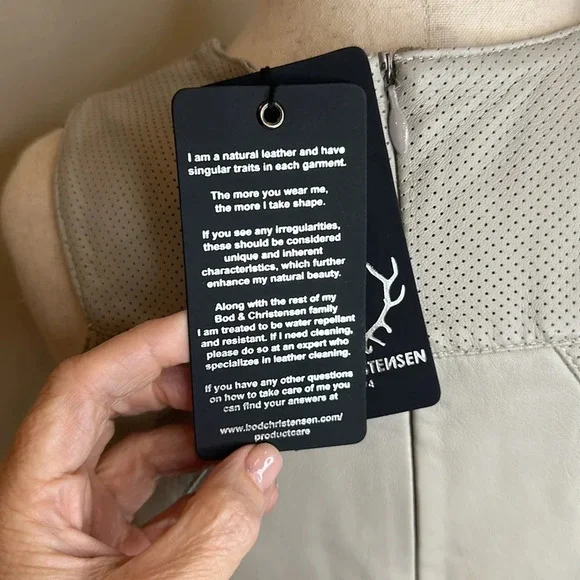 I am a natural leather and have
singular traits in each garment.
The more you wear me,
the more I take shape.
If you see any irregularities,
these should be considered
unique and inherent
characteristics, which further
enhance my natural beauty.
Along with the rest of my
Bod & Christensen family
I am treated to be water repellant
and resistant. If I need cleaning,
please do so at an expert who
specializes in leather cleaning.
If you have any other questions
on how to take care of me you
can find your answers at
www.bodchristensen.com/
productcare